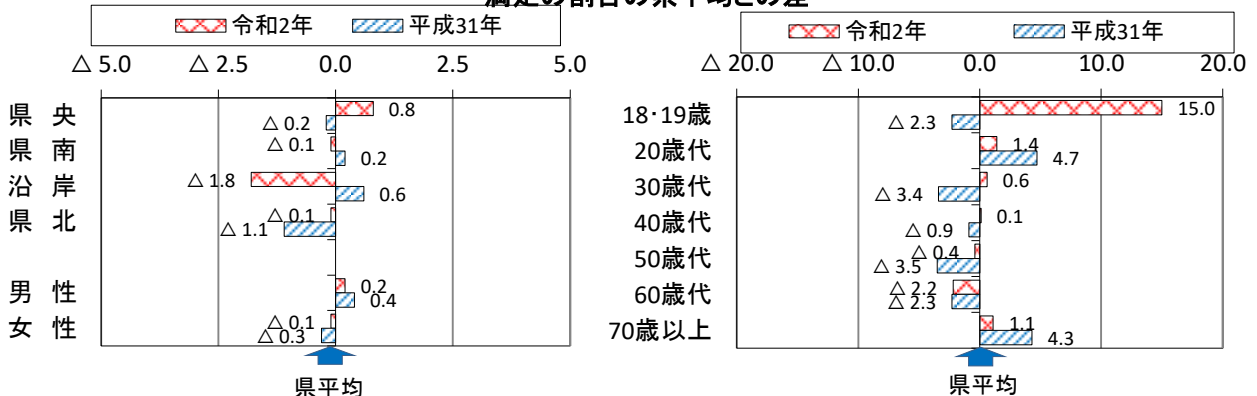 満足の割合の県平均との差
令和2年 平成31年
△ 5.0 △ 2.5 0.0 2.5 5.0
県 央 0.8
△ 0.2
県 南 △ 0.1
0.2
沿 岸 △ 1.8
0.6
県 北 △ 0.1
△ 1.1
男 性 0.2
0.4
女 性 △ 0.1
△ 0.3
県平均
令和2年 平成31年
△ 20.0 △ 10.0 0.0 10.0 20.0
18･19歳 15.0
△ 2.3
20歳代 1.4
4.7
30歳代 0.6
△ 3.4
40歳代 0.1
△ 0.9
50歳代 △ 0.4
△ 3.5
60歳代 △ 2.2
△ 2.3
70歳以上 1.1
4.3
県平均